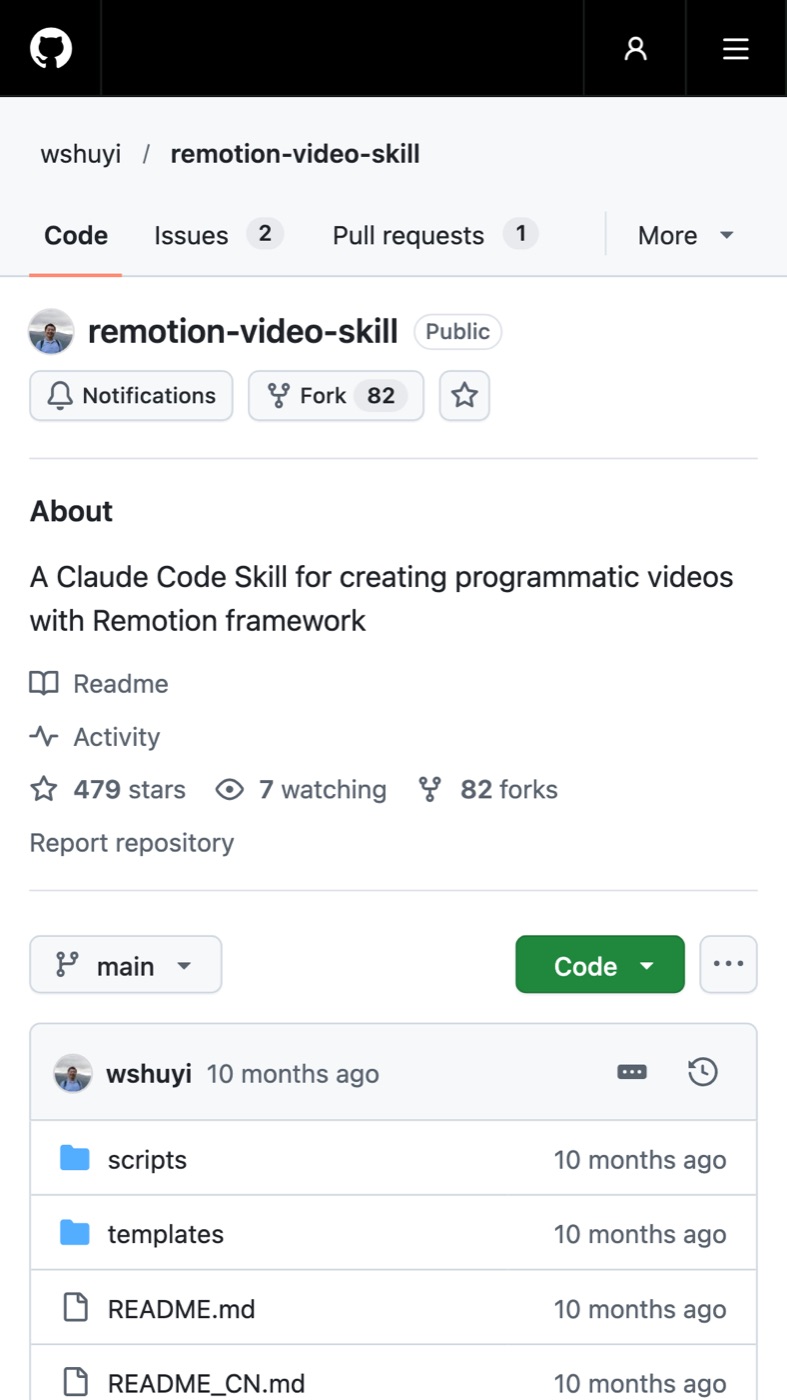 wshuyi / remotion-video-skill
Code Issues 2 Pull requests 1 More
remotion-video-skill Public
Notifications Fork 82
About
A Claude Code Skill for creating programmatic videos
with Remotion framework
Readme
Activity
479 stars 7 watching 82 forks
Report repository
main Code
wshuyi 10 months ago
scripts 10 months ago
templates 10 months ago
README.md 10 months ago
README_CN.md 10 months ago